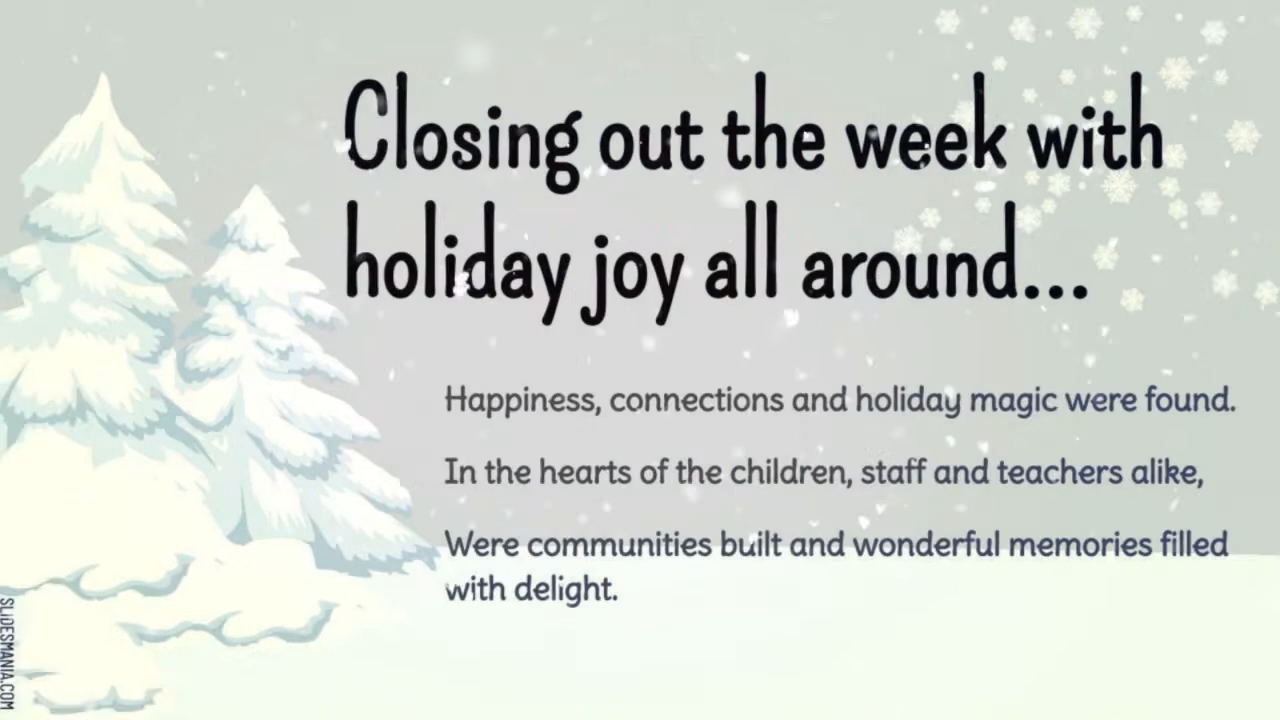 Closing out the week with
holiday joy all around...
Happiness, connections and holiday magic were found.
In the hearts of the children, staff and teachers alike,
Were communities built and wonderful memories filled
with delight.
SLIDESMANIA.COM